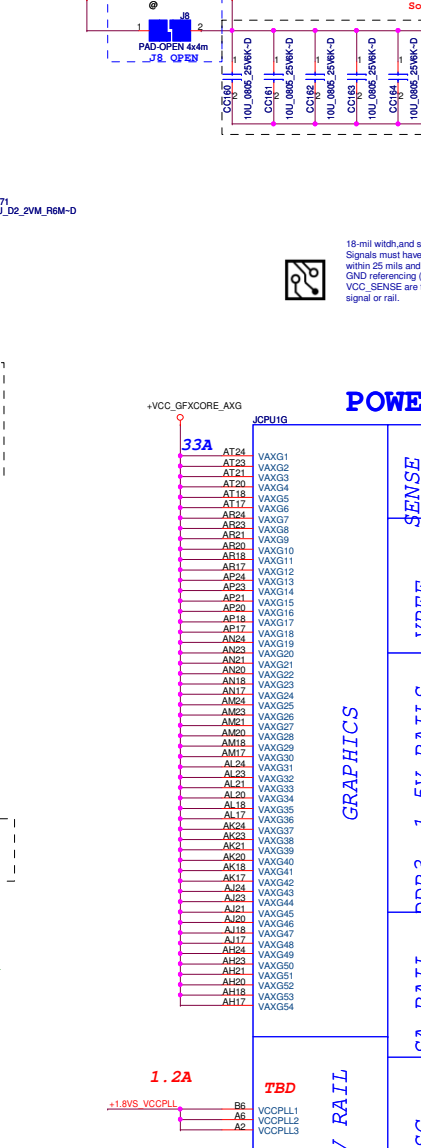 @
So
J8
1
2
PAD-OPEN 4x4m
J8 OPEN
CC160
10U_0805_25V6K~D
CC161
10U_0805_25V6K~D
CC162
10U_0805_25V6K~D
CC163
10U_0805_25V6K~D
CC164
10U_0805_25V6K~D
71
J_D2_2VM_R6M~D
18-mil witdh,and s
Signals must have
within 25 mils and
GND referencing (
VCC_SENSE are
signal or rail.
POWE
+VCC_GFXCORE_AXG
JCPU1G
33A
AT24 VAXG1
AT23 VAXG2
AT21 VAXG3
AT20 VAXG4
AT18 VAXG5
AT17 VAXG6
AR24 VAXG7
AR23 VAXG8
AR21 VAXG9
AR20 VAXG10
AR18 VAXG11
AR17 VAXG12
AP24 VAXG13
AP23 VAXG14
AP21 VAXG15
AP20 VAXG16
AP18 VAXG17
AP17 VAXG18
AN24 VAXG19
AN23 VAXG20
AN21 VAXG21
AN20 VAXG22
AN18 VAXG23
AN17 VAXG24
AM24 VAXG25
AM23 VAXG26
AM21 VAXG27
AM20 VAXG28
AM18 VAXG29
AM17 VAXG30
AL24 VAXG31
AL23 VAXG32
AL21 VAXG33
AL20 VAXG34
AL18 VAXG35
AL17 VAXG36
AK24 VAXG37
AK23 VAXG38
AK21 VAXG39
AK20 VAXG40
AK18 VAXG41
AK17 VAXG42
AJ24 VAXG43
AJ23 VAXG44
AJ21 VAXG45
AJ20 VAXG46
AJ18 VAXG47
AJ17 VAXG48
AH24 VAXG49
AH23 VAXG50
AH21 VAXG51
AH20 VAXG52
AH18 VAXG53
AH17 VAXG54
SENSE
GRAPHICS
1.2A
TBD
+1.8VS_VCCPLL
B6 VCCPLL1
A6 VCCPLL2
A2 VCCPLL3
V RAIL